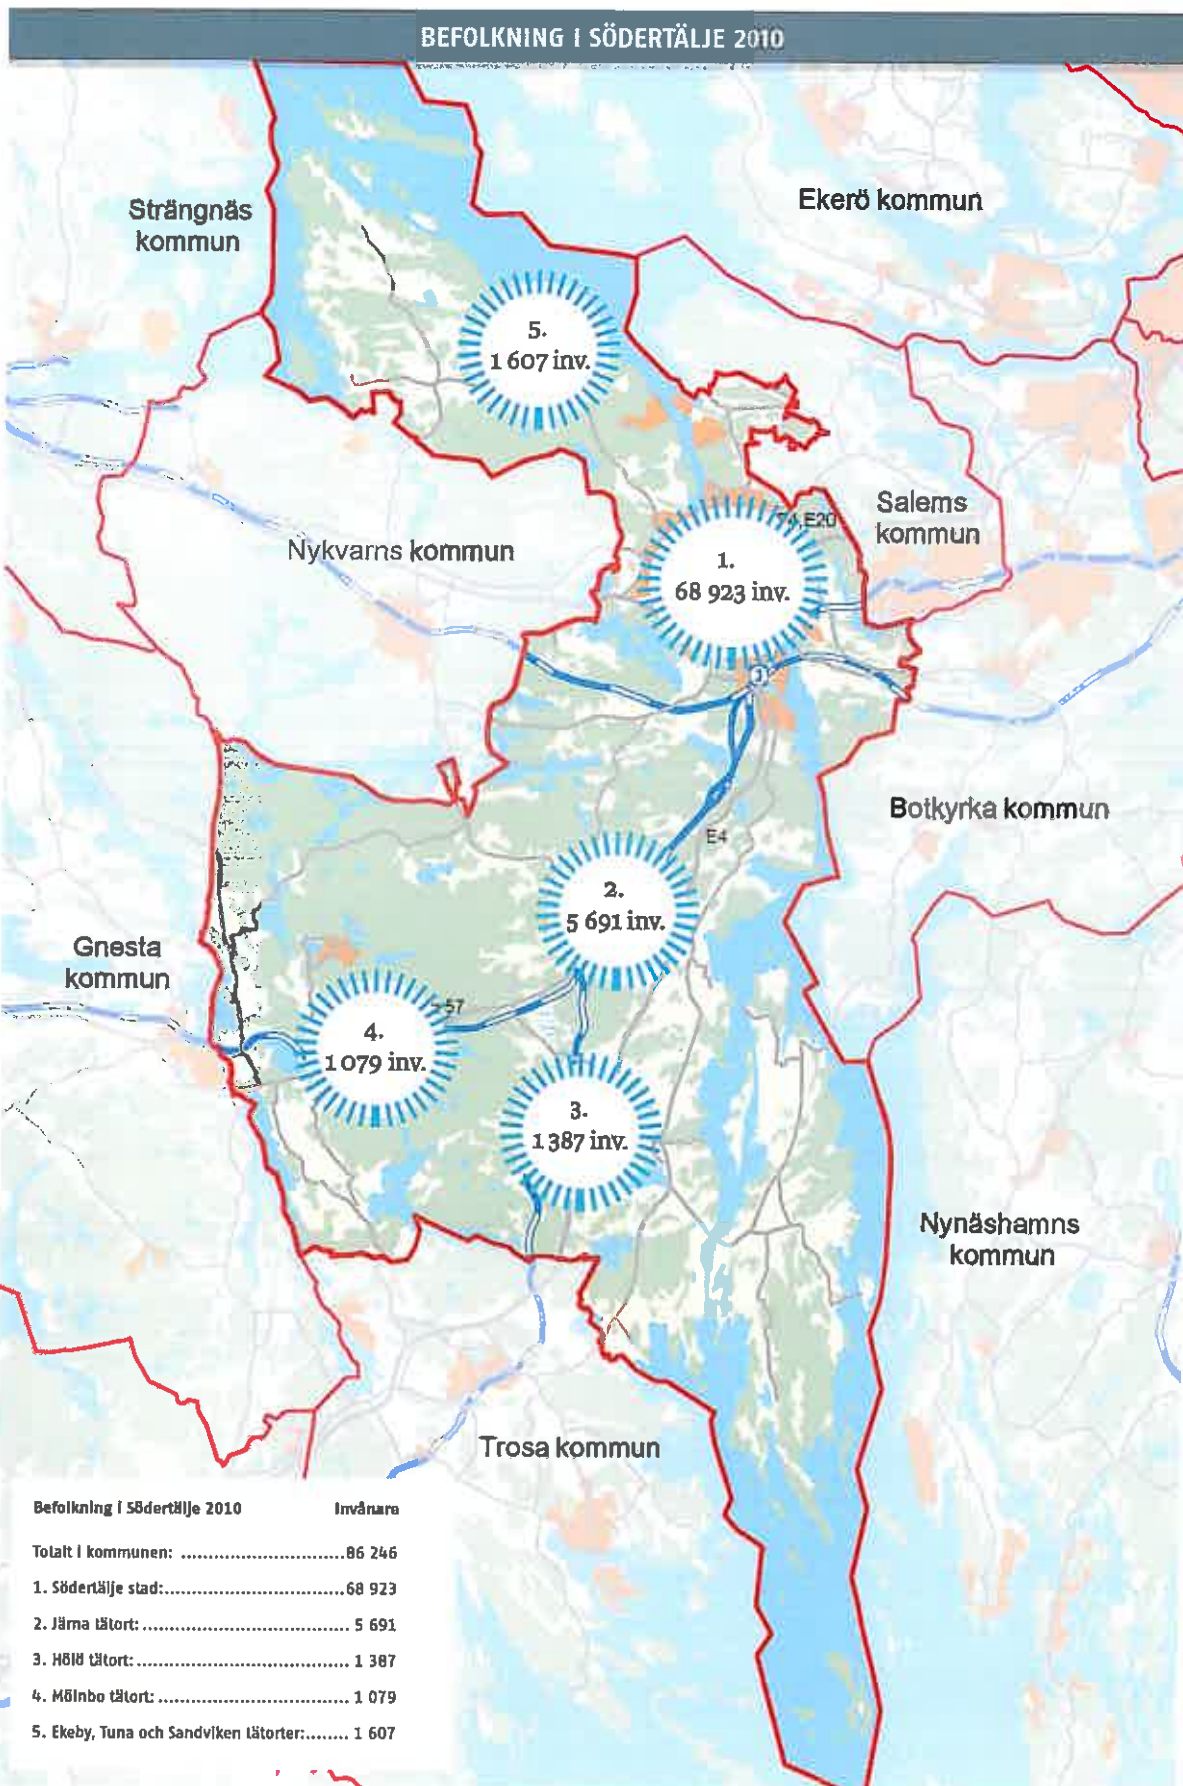 BEFOLKNING I SÖDERTÄLJE 2010
Strängnäs
kommun
Ekerö kommun
5.
1 607 inv.
Salems
kommun
E4,E20
Nykvarns kommun
1.
68 923 inv.
Botkyrka kommun
E4
2.
5 691 inv.
Gnesta
kommun
57
4.
1 079 inv.
3.
1 387 inv.
Nynäshamns
kommun
Trosa kommun
Befolkning i Södertälje 2010 Invånare
Totalt i kommunen: ..............................86 246
1. Södertälje stad:.................................68 923
2. Järna tätort:...................................... 5 691
3. Hölö tätort:....................................... 1 387
4. Mölnbo tätort:................................... 1 079
5. Ekeby, Tuna och Sandviken tätorter:........ 1 607